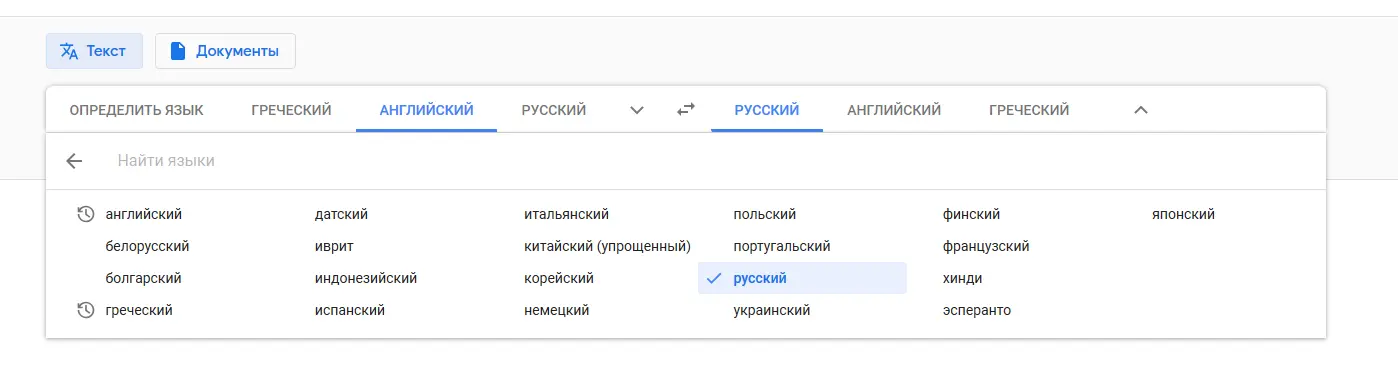 Текст Документы
ОПРЕДЕЛИТЬ ЯЗЫК ГРЕЧЕСКИЙ АНГЛИЙСКИЙ РУССКИЙ РУССКИЙ АНГЛИЙСКИЙ ГРЕЧЕСКИЙ
Найти языки
английский датский итальянский польский финский японский
белорусский иврит китайский (упрощенный) португальский французский
болгарский индонезийский корейский русский хинди
греческий испанский немецкий украинский эсперанто